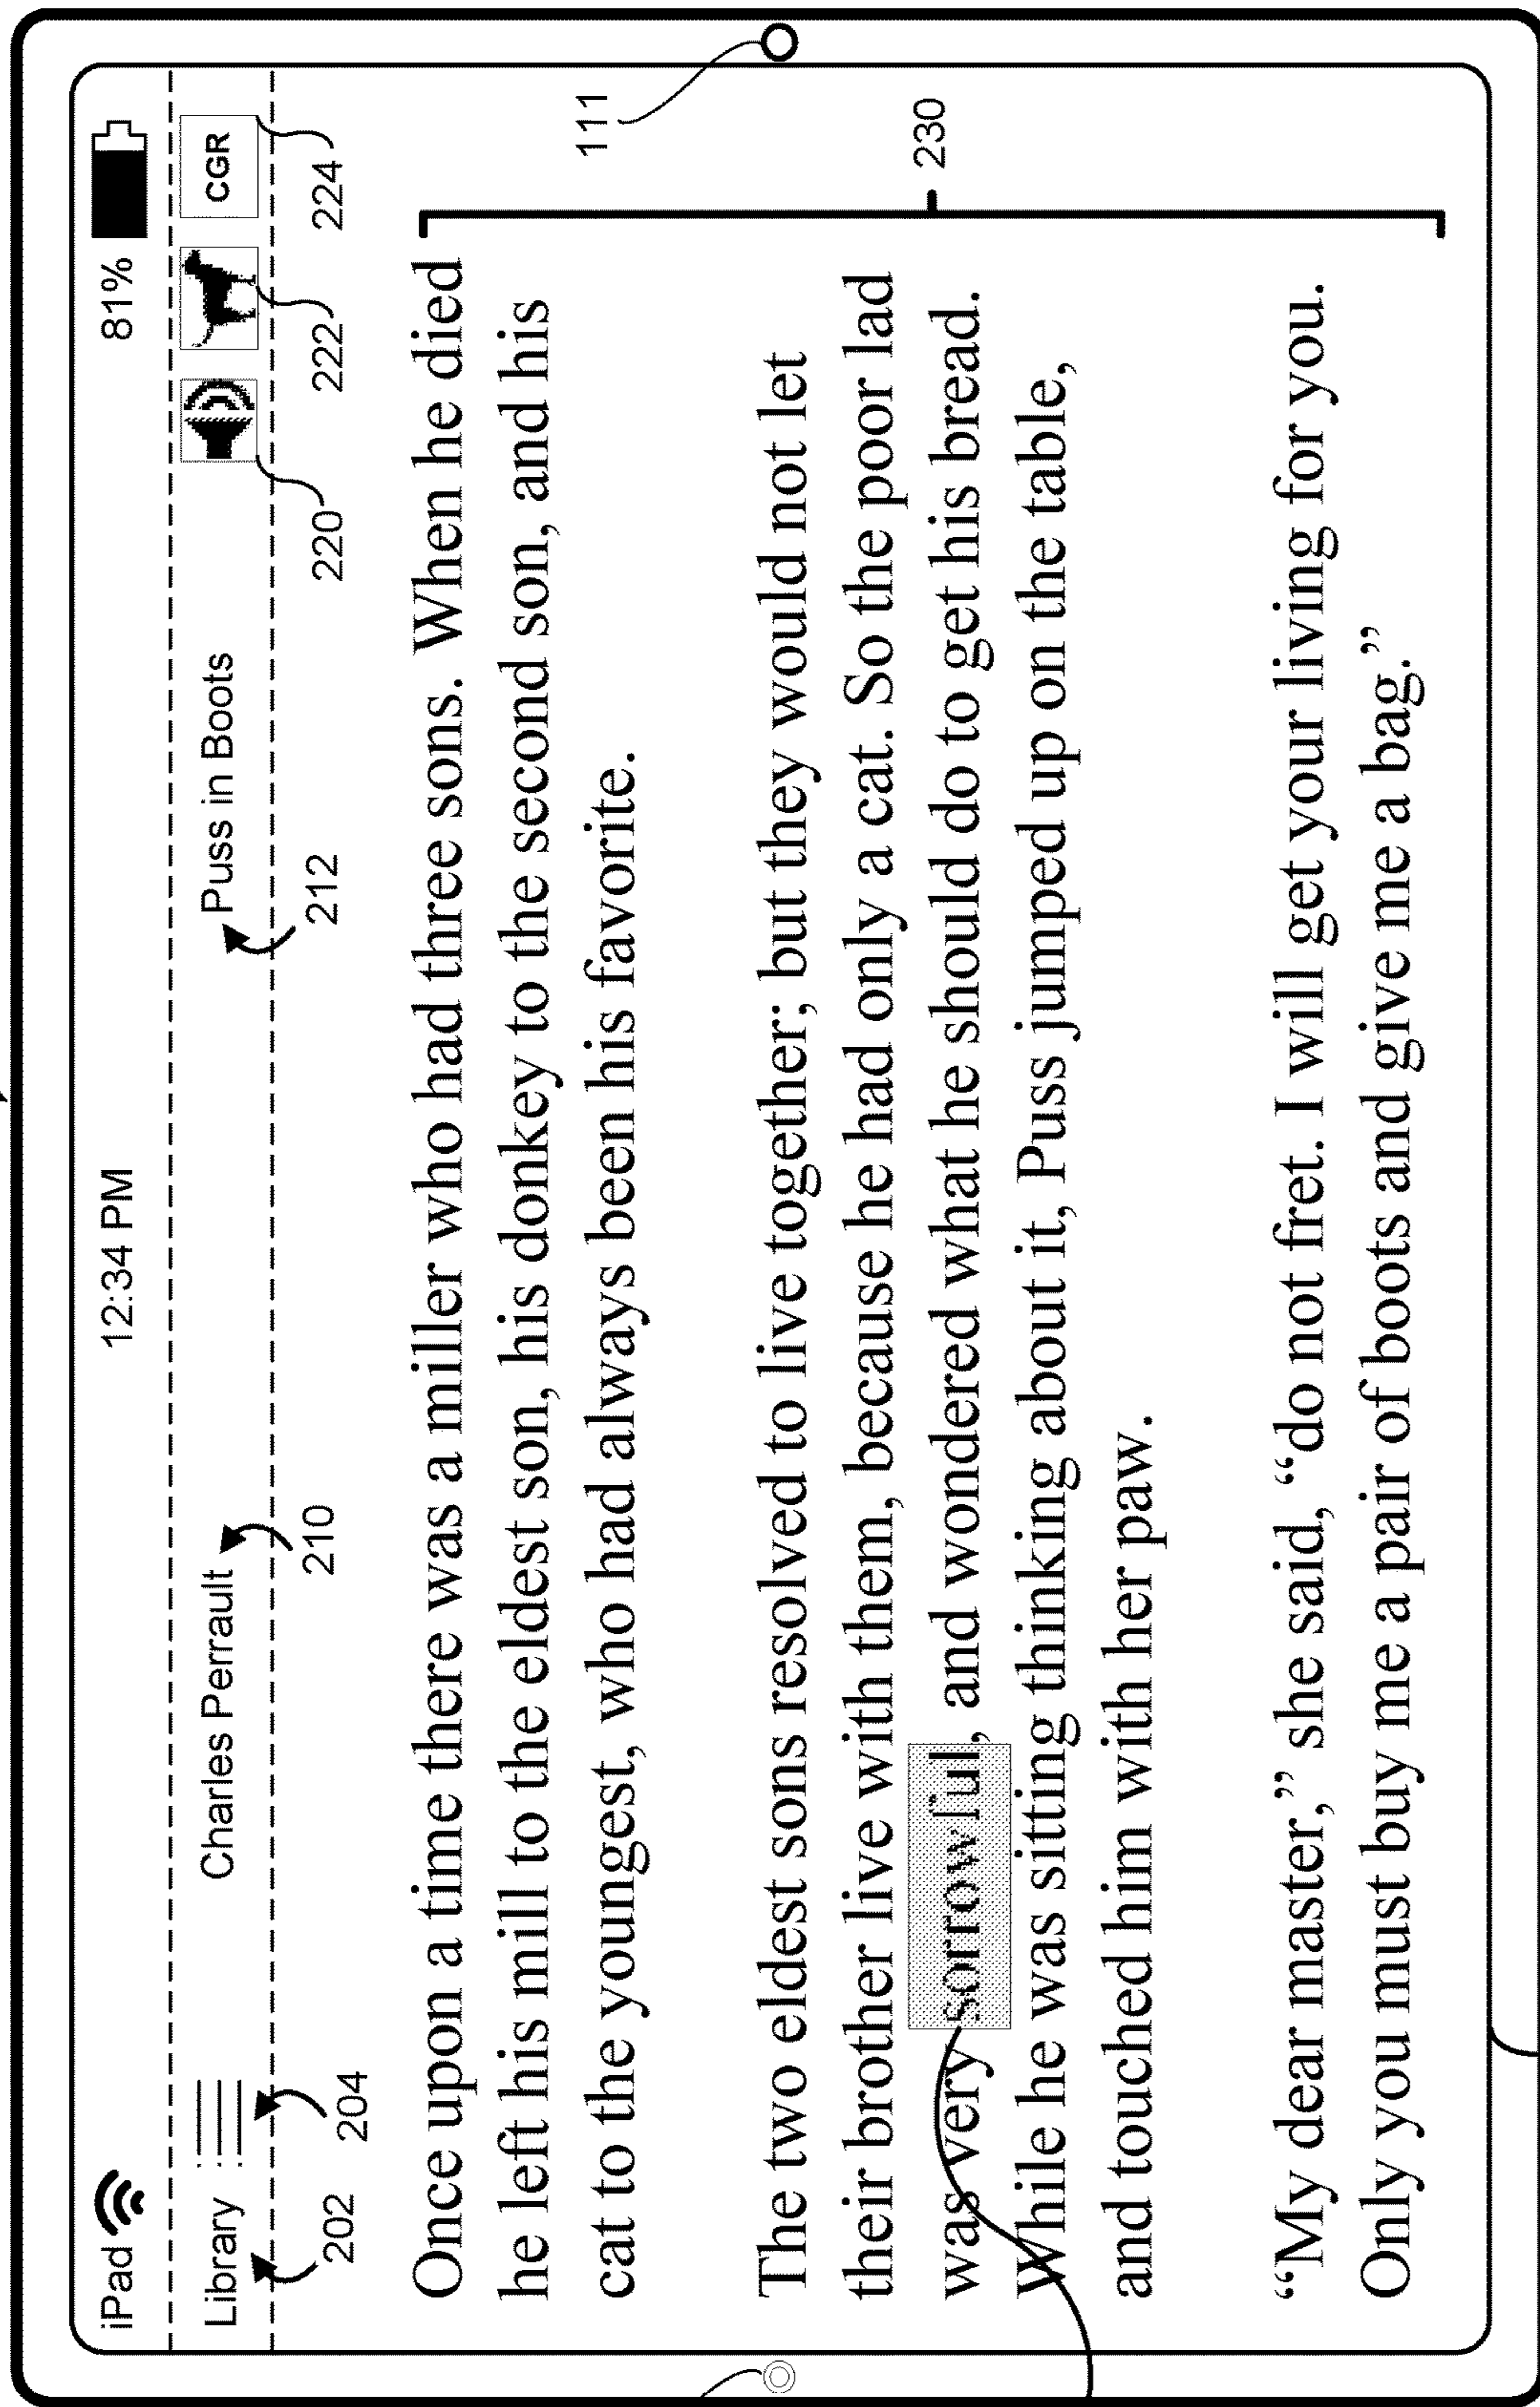 iPad 12:34 PM 81%
Library Charles Perrault Puss in Boots CGR
202 204 210 212 220 222 224
Once upon a time there was a miller who had three sons. When he died
he left his mill to the eldest son, his donkey to the second son, and his
cat to the youngest, who had always been his favorite.
111
The two eldest sons resolved to live together; but they would not let
their brother live with them, because he had only a cat. So the poor lad
was very sorrowful, and wondered what he should do to get his bread.
While he was sitting thinking about it, Puss jumped up on the table,
and touched him with her paw.
230
“My dear master,” she said, “do not fret. I will get your living for you.
Only you must buy me a pair of boots and give me a bag.”